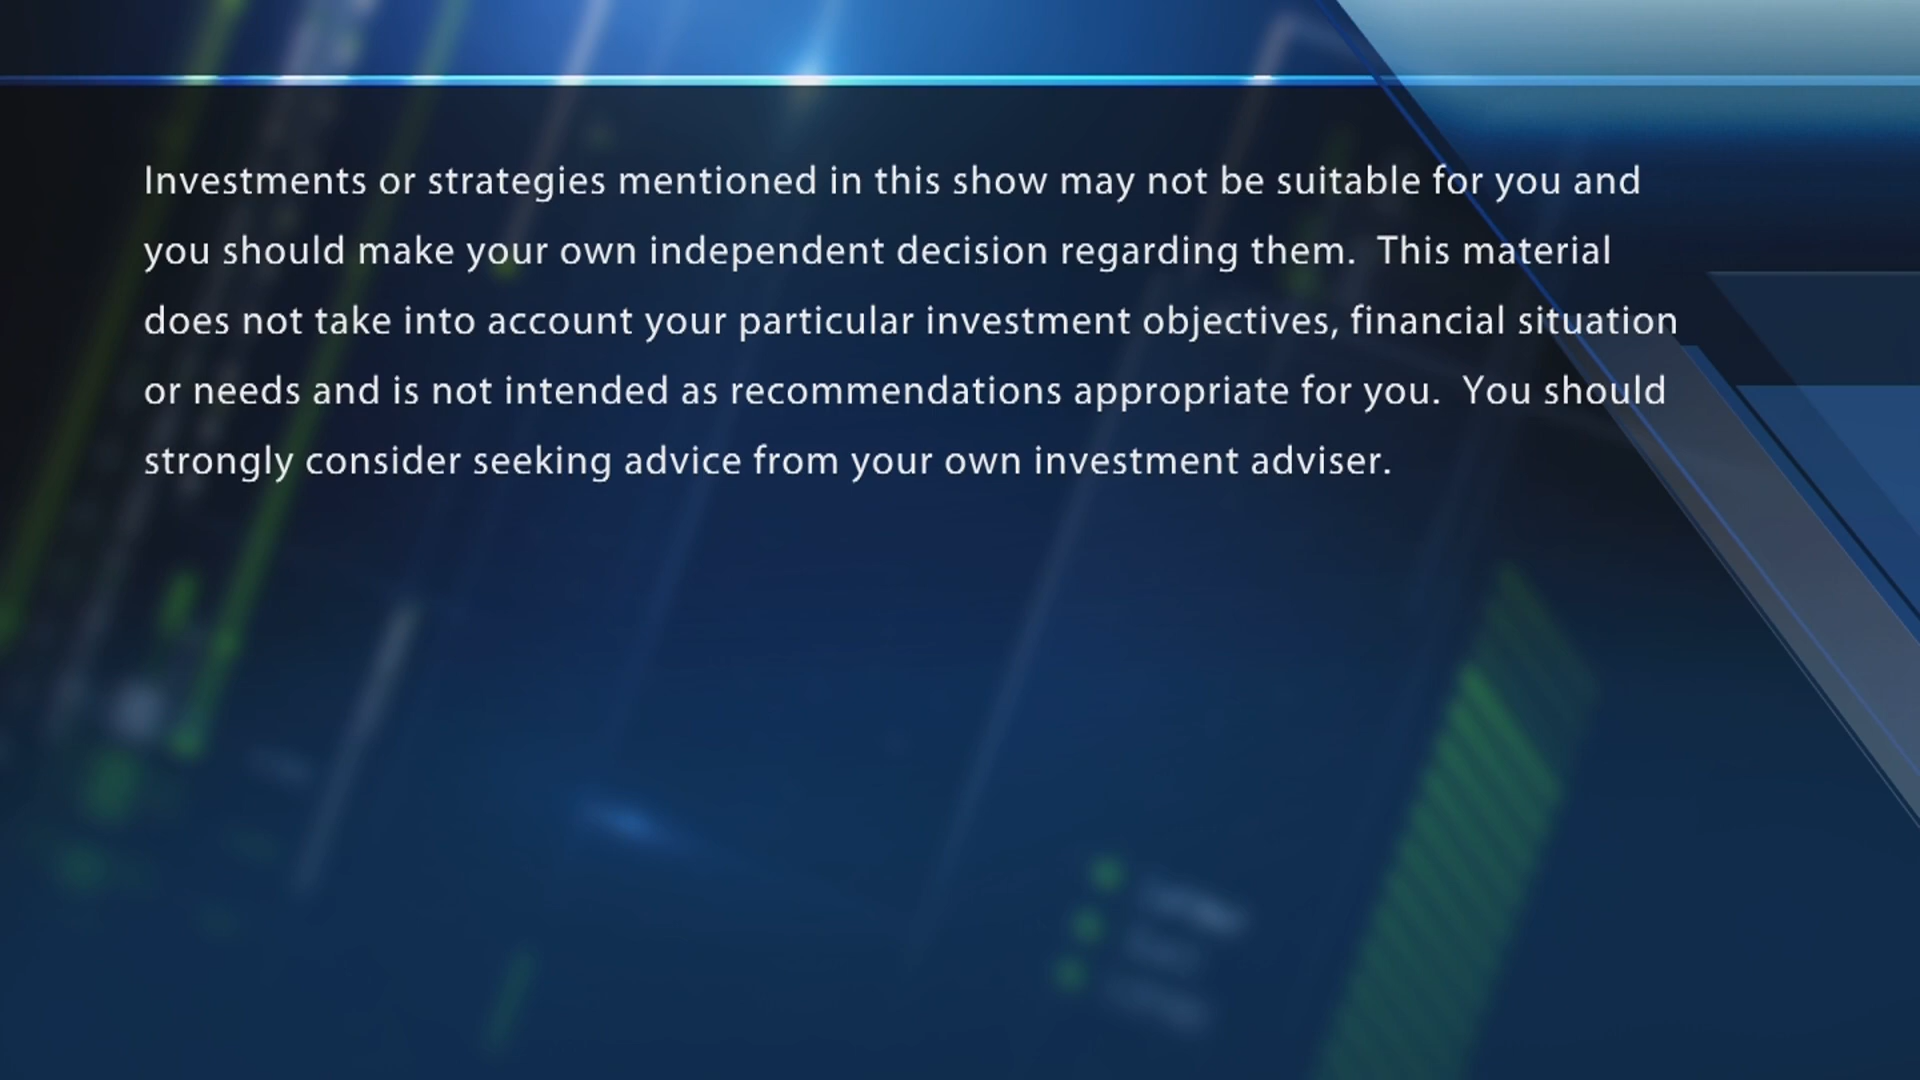 Investments or strategies mentioned in this show may not be suitable for you and
you should make your own independent decision regarding them.  This material
does not take into account your particular investment objectives, financial situation
or needs and is not intended as recommendations appropriate for you.  You should
strongly consider seeking advice from your own investment adviser.